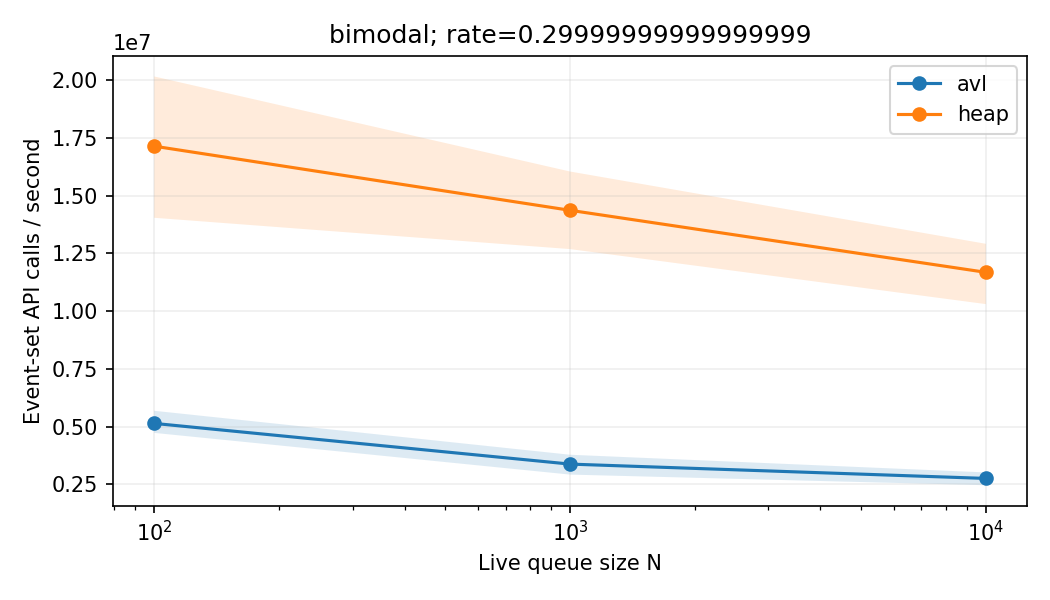 bimodal; rate=0.29999999999999999
1e7
avl
heap
Event-set API calls / second
2.00
1.75
1.50
1.25
1.00
0.75
0.50
0.25
10²
10³
10⁴
Live queue size N